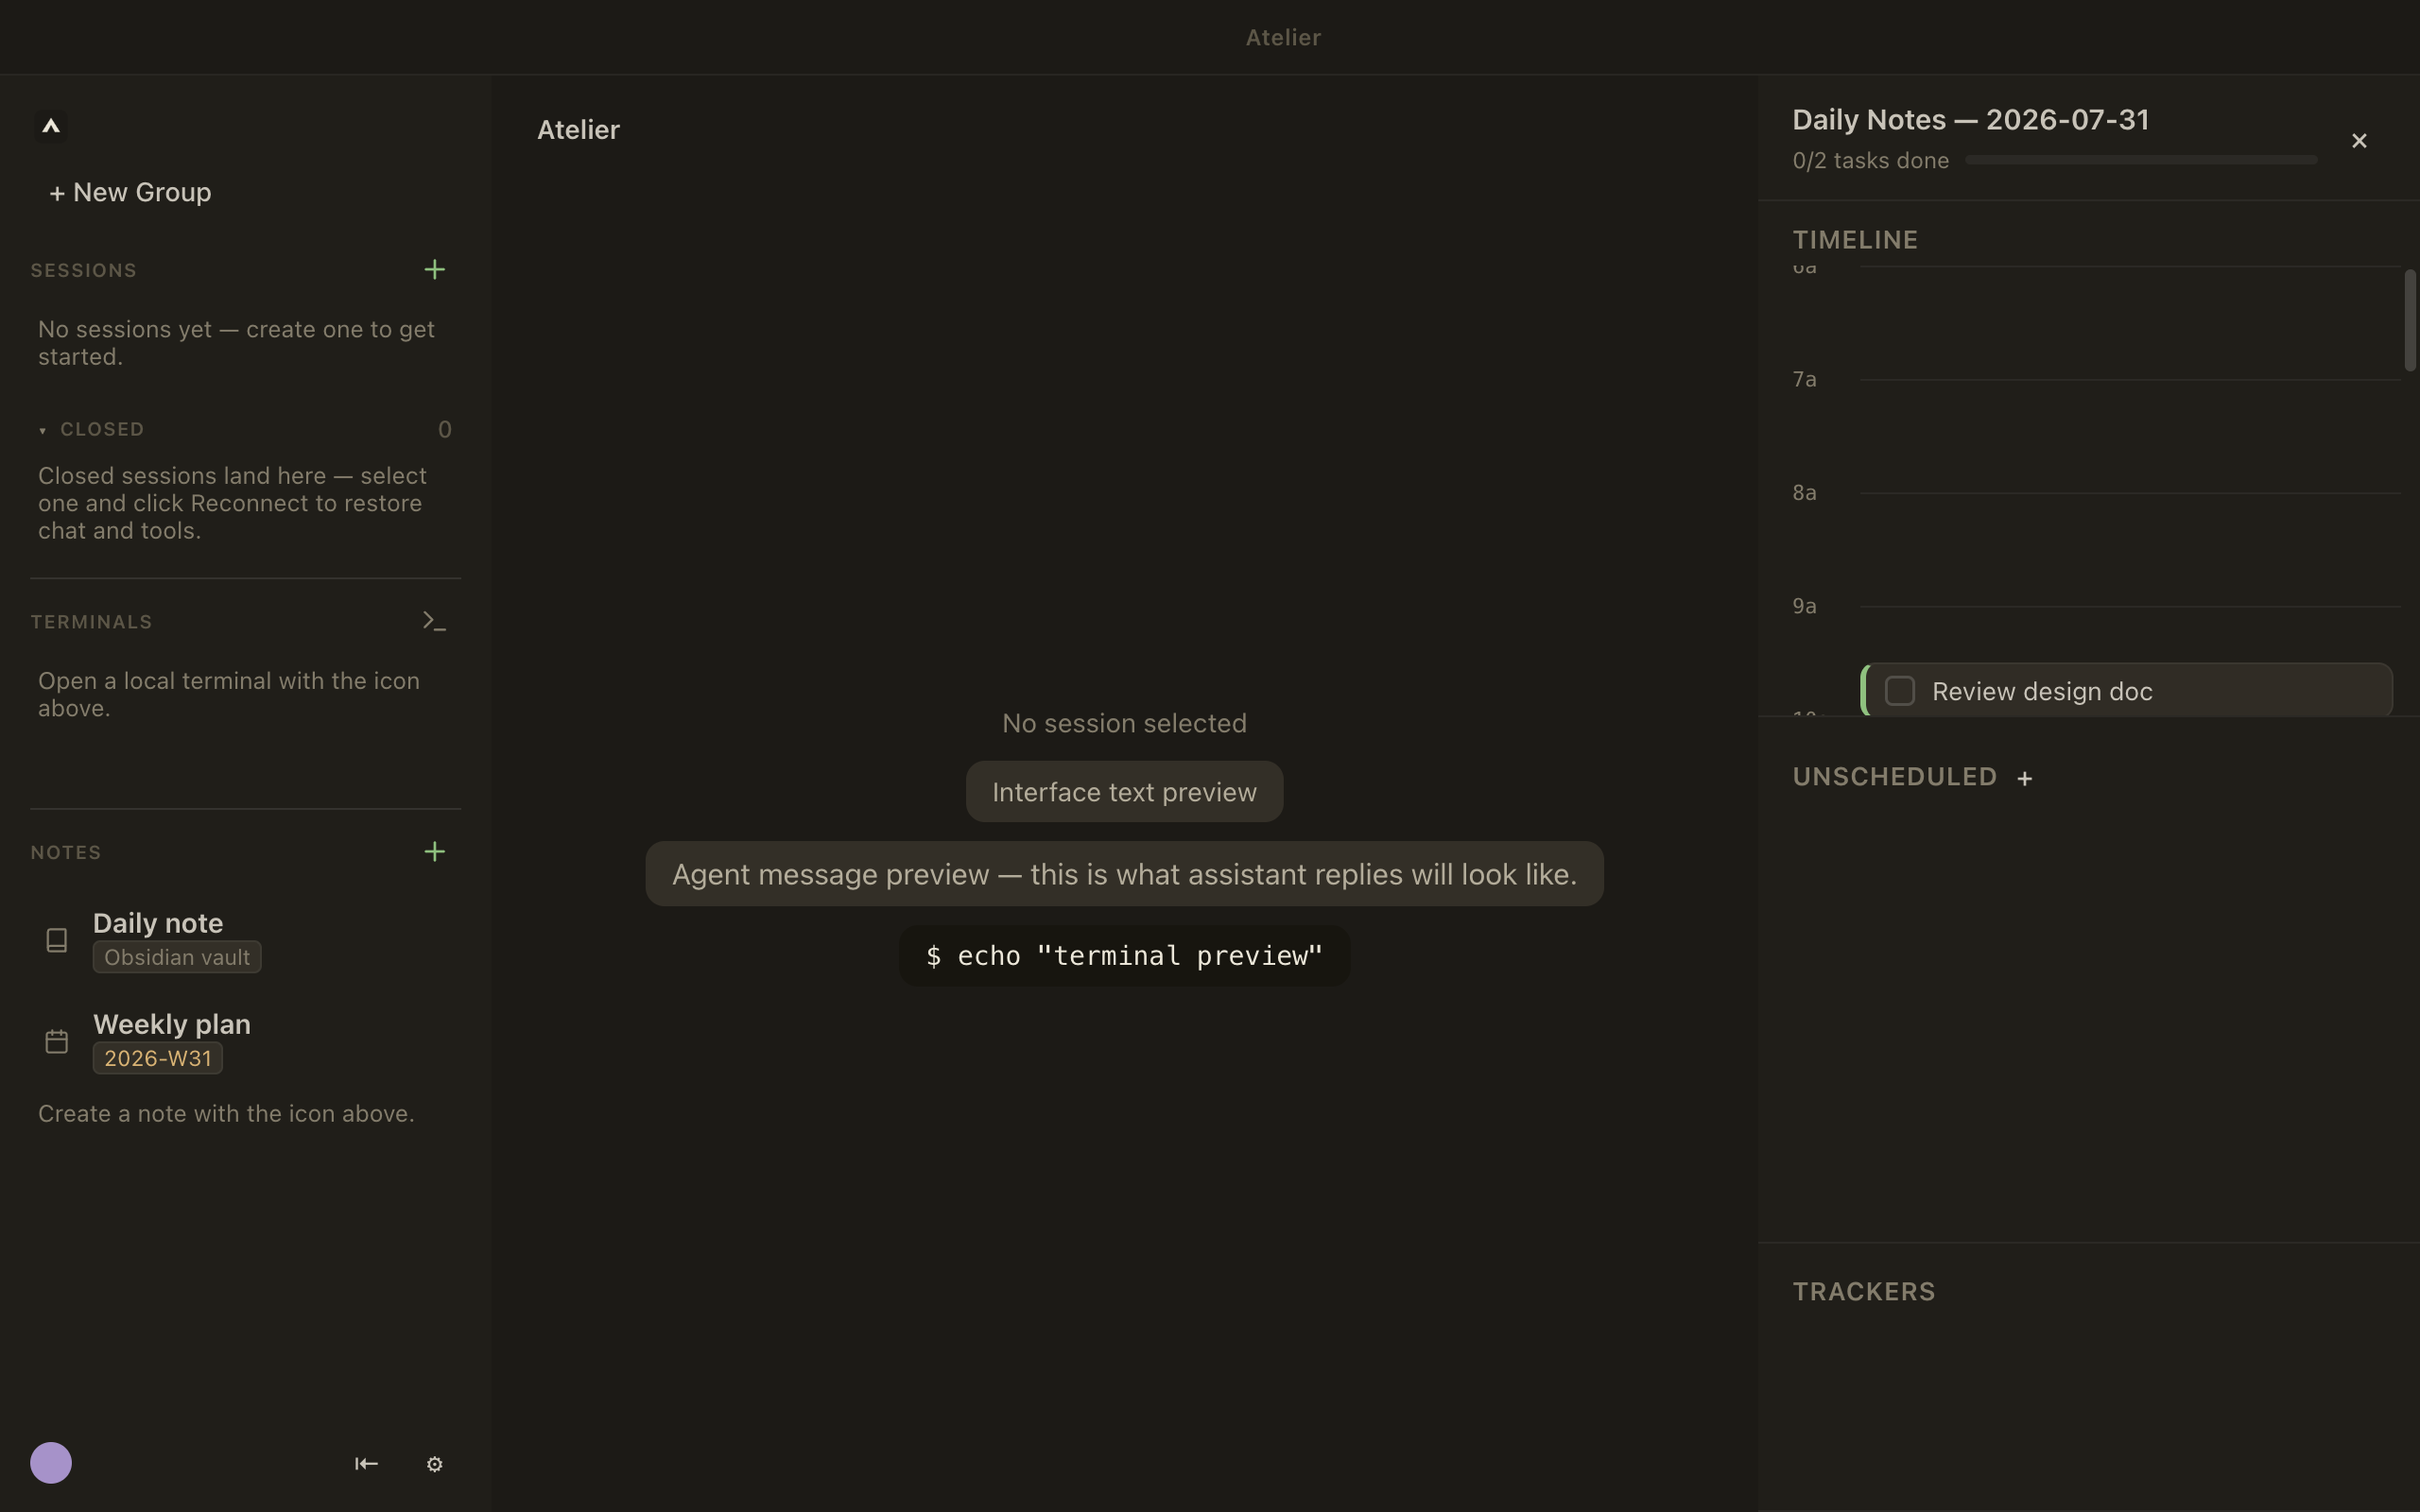 Atelier
+ New Group
SESSIONS
No sessions yet — create one to get
started.
CLOSED
0
Closed sessions land here — select
one and click Reconnect to restore
chat and tools.
TERMINALS
Open a local terminal with the icon
above.
NOTES
Daily note
Obsidian vault
Weekly plan
2026-W31
Create a note with the icon above.
Atelier
No session selected
Interface text preview
Agent message preview — this is what assistant replies will look like.
$ echo "terminal preview"
Daily Notes — 2026-07-31
0/2 tasks done
TIMELINE
6a
7a
8a
9a
Review design doc
UNSCHEDULED +
TRACKERS